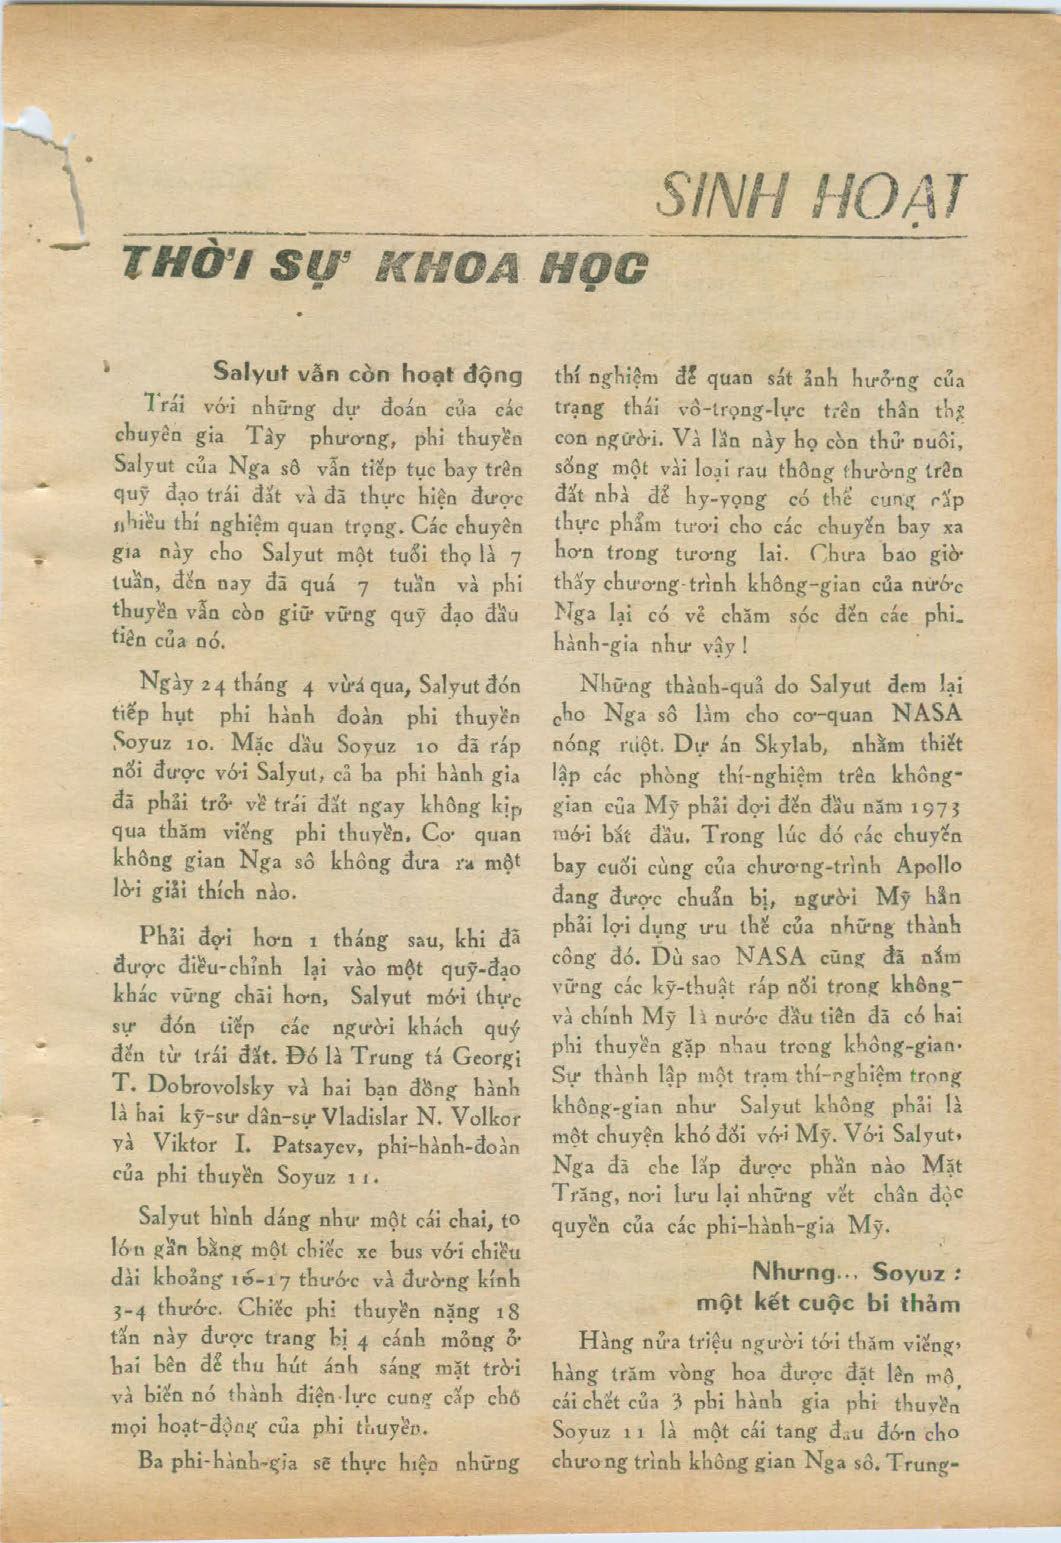 SINH HOẠT
THỜI SỰ KHOA HỌC
Salyut vẫn còn hoạt động
Trái với những dự đoán của các
chuyên gia Tây phương, phi thuyền
Salyut của Nga sô vẫn tiếp tục bay trên
quỹ đạo trái đất và đã thực hiện được
nhiều thí nghiệm quan trọng. Các chuyên
gia này cho Salyut một tuổi thọ là 7
tuần, đến nay đã quá 7 tuần và phi
thuyền vẫn còn giữ vững quỹ đạo đầu
tiên của nó.
Ngày 24 tháng 4 vừa qua, Salyut đón
tiếp hụt phi hành đoàn phi thuyền
Soyuz 10. Mặc dầu Soyuz 10 đã ráp
nối được với Salyut, cả ba phi hành gia
đã phải trở về trái đất ngay không kịp
qua thăm viếng phi thuyền. Cơ quan
không gian Nga sô không đưa ra một
lời giải thích nào.
Phải đợi hơn 1 tháng sau, khi đã
được điều-chỉnh lại vào một quỹ-đạo
khác vững chãi hơn, Salyut mới thực
sự đón tiếp các người khách quý
đến từ trái đất. Đó là Trung tá Georgi
T. Dobrovolsky và hai bạn đồng hành
là hai kỹ-sư dân-sự Vladislar N. Volkor
và Viktor I. Patsayev, phi-hành-đoàn
của phi thuyền Soyuz 11.
Salyut hình dáng như một cái chai, to
lớn gần bằng một chiếc xe bus với chiều
dài khoảng 16-17 thước và đường kính
3-4 thước. Chiếc phi thuyền nặng 18
tấn này được trang bị 4 cánh mỏng ở
hai bên để thu hút ánh sáng mặt trời
và biến nó thành điện-lực cung cấp chó
mọi hoạt-động của phi thuyền.
Ba phi-hành-gia sẽ thực hiện những
thí nghiệm để quan sát ảnh hưởng của
trạng thái vô-trọng-lực trên thân thể
con người. Và lần này họ còn thử nuôi,
sống một vài loại rau thông thường trên
đất nhà để hy-vọng có thể cung cấp
thực phẩm tươi cho các chuyến bay xa
hơn trong tương lai. Chưa bao giờ
thấy chương-trình không-gian của nước
Nga lại có vẻ chăm sóc đến các phi-
hành-gia như vậy !
Những thành-quả do Salyut đem lại
cho Nga sô làm cho cơ-quan NASA
nóng ruột. Dự án Skylab, nhằm thiết
lập các phòng thí-nghiệm trên không-
gian của Mỹ phải đợi đến đầu năm 1973
mới bắt đầu. Trong lúc đó các chuyến
bay cuối cùng của chương-trình Apollo
đang được chuẩn bị, người Mỹ hẳn
phải lợi dụng ưu thế của những thành
công đó. Dù sao NASA cũng đã nắm
vững các kỹ-thuật ráp nối trong không-
và chính Mỹ là nước đầu tiên đã có hai
phi thuyền gặp nhau trong không-gian.
Sự thành lập một trạm thí-nghiệm trong
không-gian như Salyut không phải là
một chuyện khó đối với Mỹ. Với Salyut,
Nga đã che lấp được phần nào Mặt
Trăng, nơi lưu lại những vết chân độc
quyền của các phi-hành-gia Mỹ.
Nhưng... Soyuz :
một kết cuộc bi thảm
Hàng nửa triệu người tới thăm viếng,
hàng trăm vòng hoa được đặt lên mộ,
cái chết của 3 phi hành gia phi thuyền
Soyuz 11 là một cái tang đau đớn cho
chương trình không gian Nga sô. Trung-